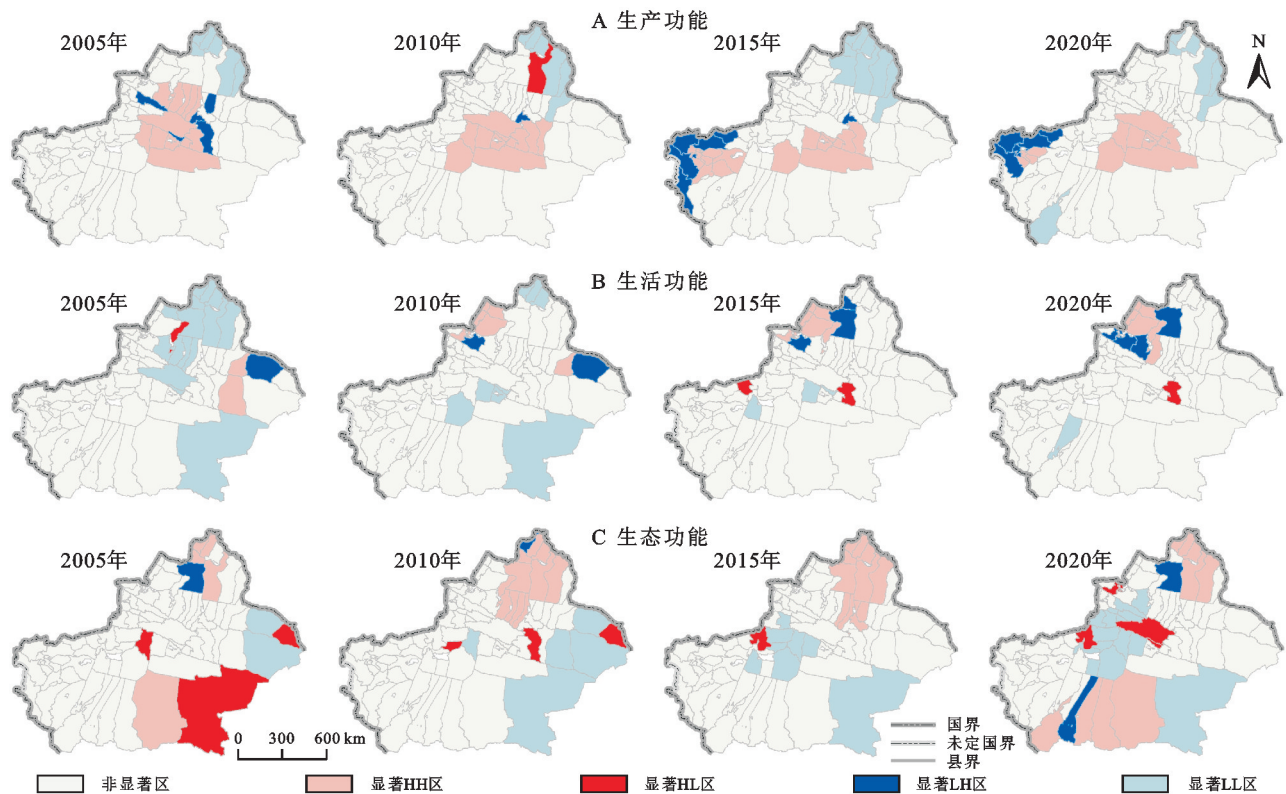 A 生产功能
2005年
2010年
2015年
2020年
N
B 生活功能
2005年
2010年
2015年
2020年
C 生态功能
2005年
2010年
2015年
2020年
0 300 600 km
国界
未定国界
县界
非显著区
显著HH区
显著HL区
显著LH区
显著LL区